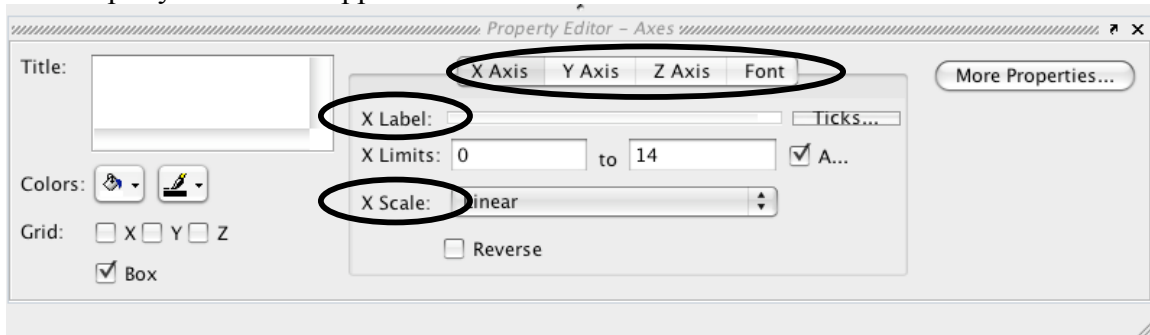 Property Editor – Axes
Title:
X Axis Y Axis Z Axis Font
More Properties...
X Label:
Ticks...
X Limits: 0 to 14
A...
Colors:
X Scale: Linear
Grid: X Y Z
Reverse
Box